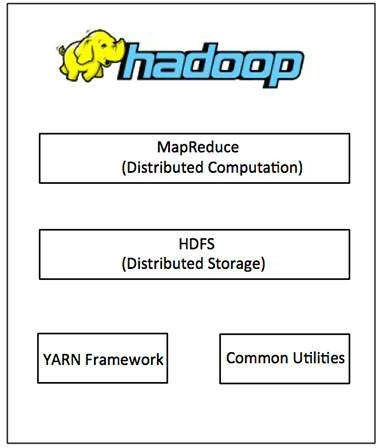 hadoop
MapReduce
(Distributed Computation)
HDFS
(Distributed Storage)
YARN Framework
Common Utilities